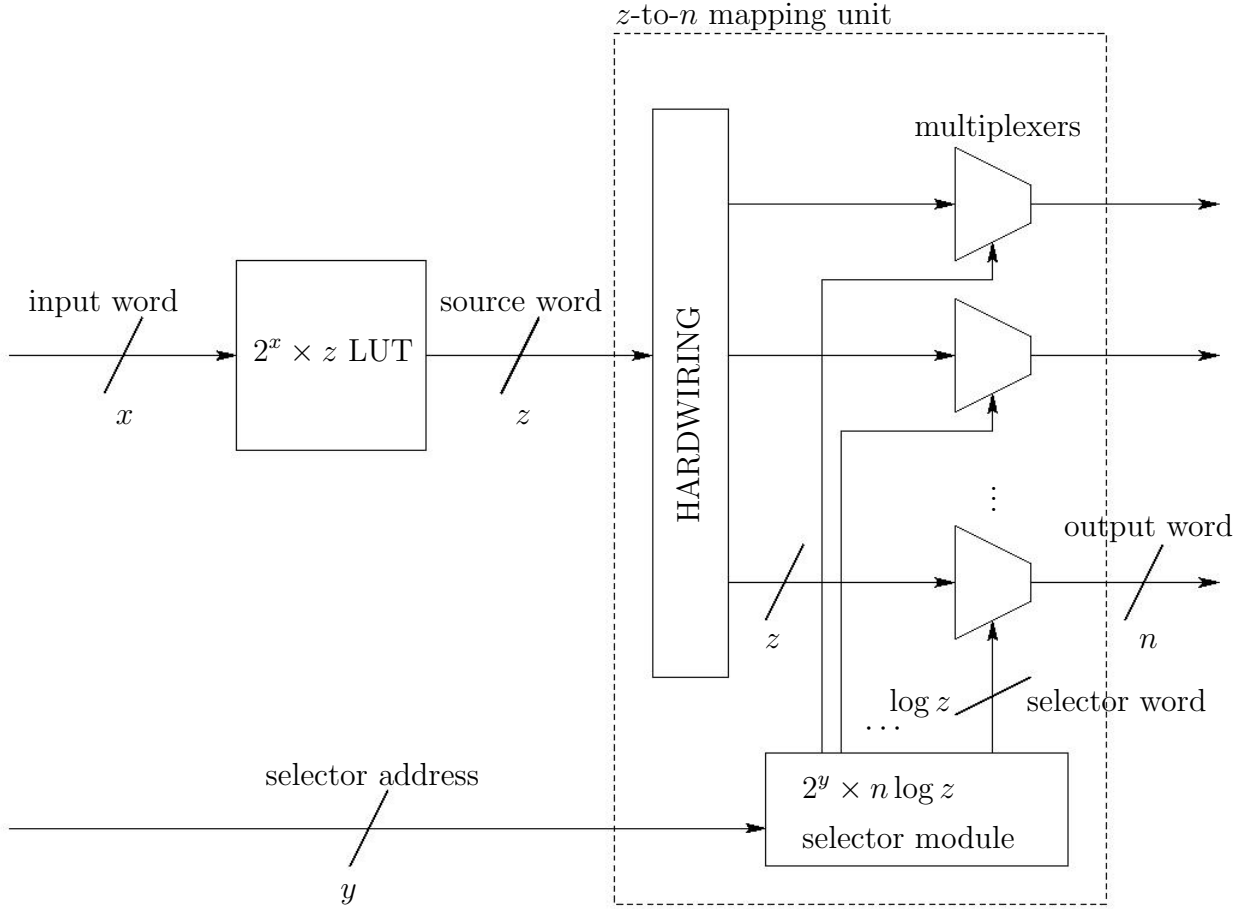 z-to-n mapping unit
multiplexers
input word
source word
2^x × z LUT
x
z
HARDWIRING
⋮
output word
z
n
log z
selector word
...
selector address
2^y × n log z
selector module
y